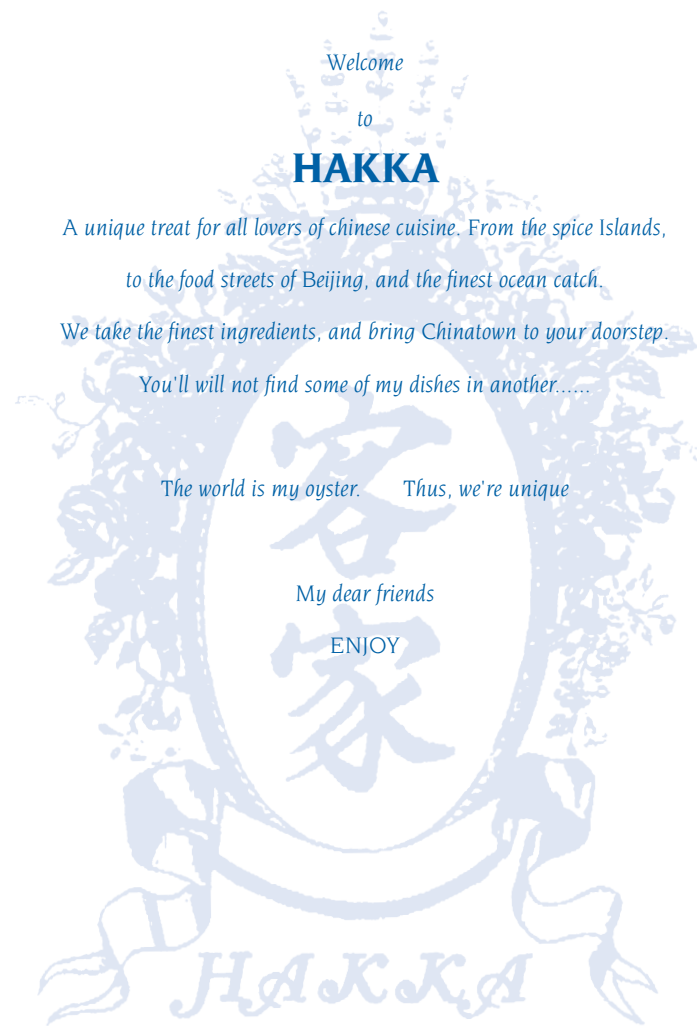 Welcome
to
HAKKA
A unique treat for all lovers of chinese cuisine. From the spice Islands,
to the food streets of Beijing, and the finest ocean catch.
We take the finest ingredients, and bring Chinatown to your doorstep.
You'll will not find some of my dishes in another......
The world is my oyster. Thus, we're unique
客
My dear friends
家
ENJOY
HAKKA